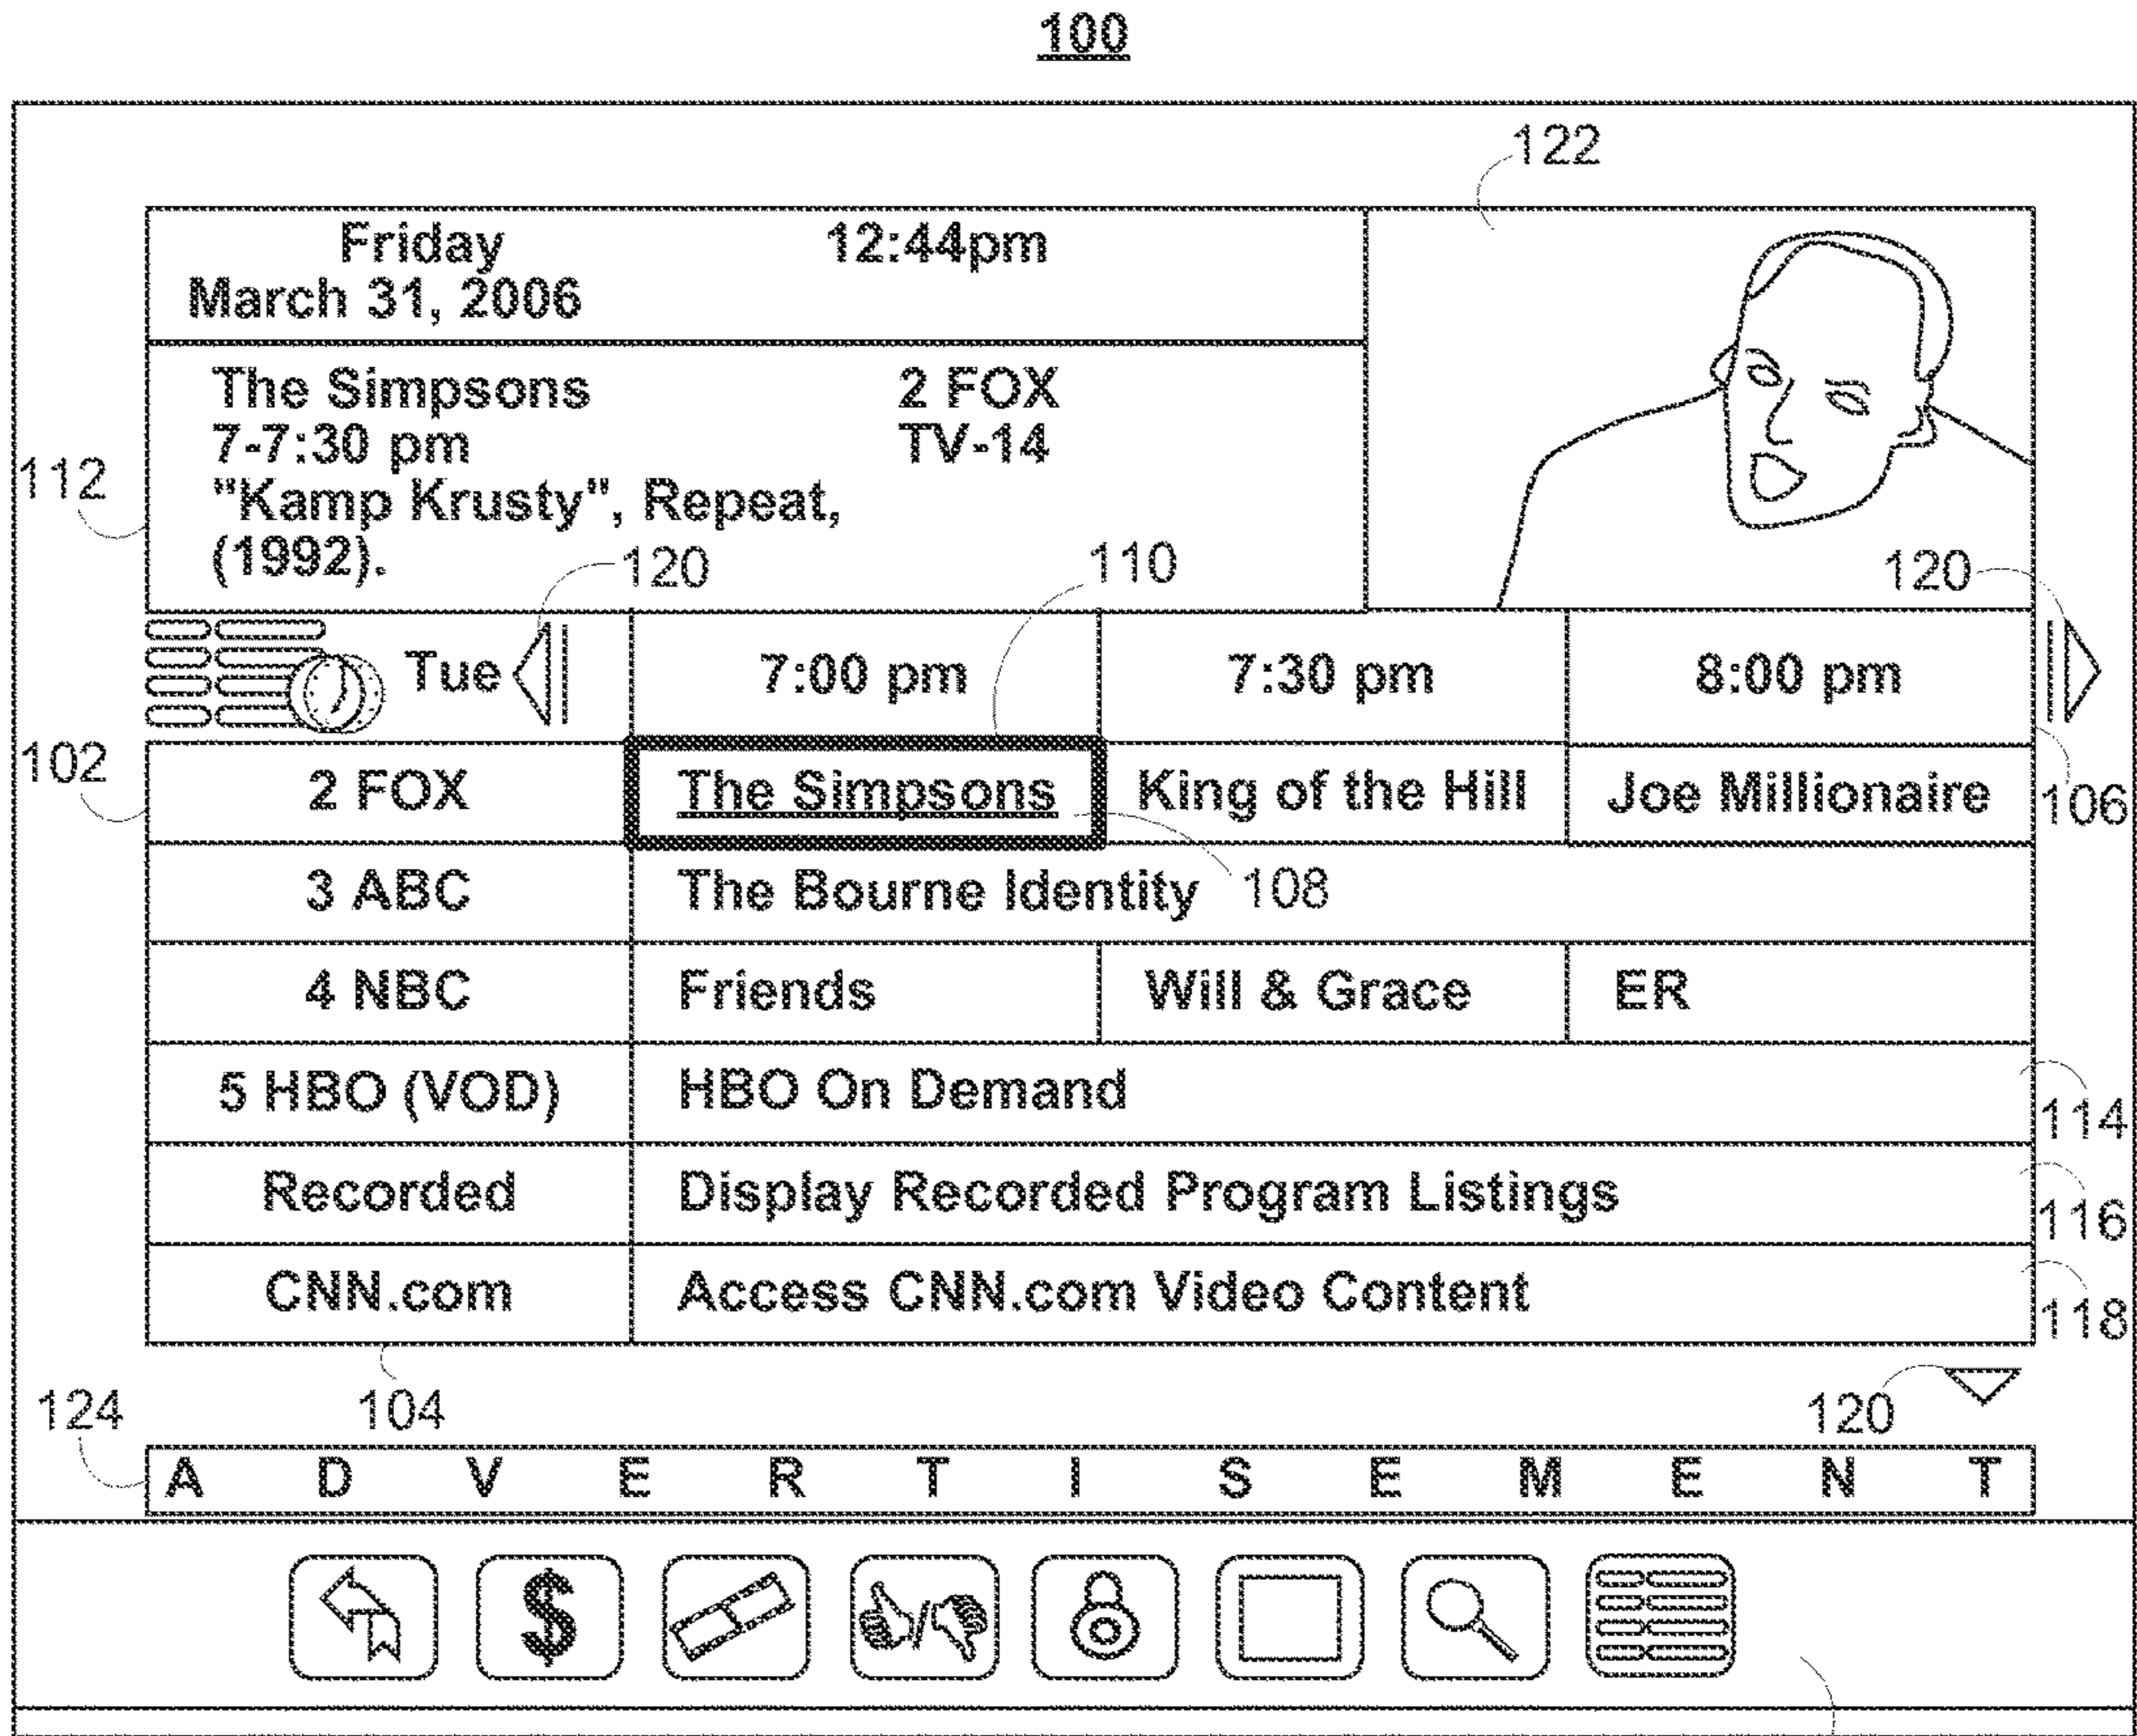 100
122
Friday 12:44pm
March 31, 2006
The Simpsons 2 FOX
7-7:30 pm TV-14
112
"Kamp Krusty", Repeat,
(1992).
120 110 120
Tue 7:00 pm 7:30 pm 8:00 pm
102
2 FOX The Simpsons King of the Hill Joe Millionaire
106
3 ABC The Bourne Identity 108
4 NBC Friends Will & Grace ER
5 HBO (VOD) HBO On Demand
114
Recorded Display Recorded Program Listings
116
CNN.com Access CNN.com Video Content
118
124 104 120
A D V E R T I S E M E N T
$